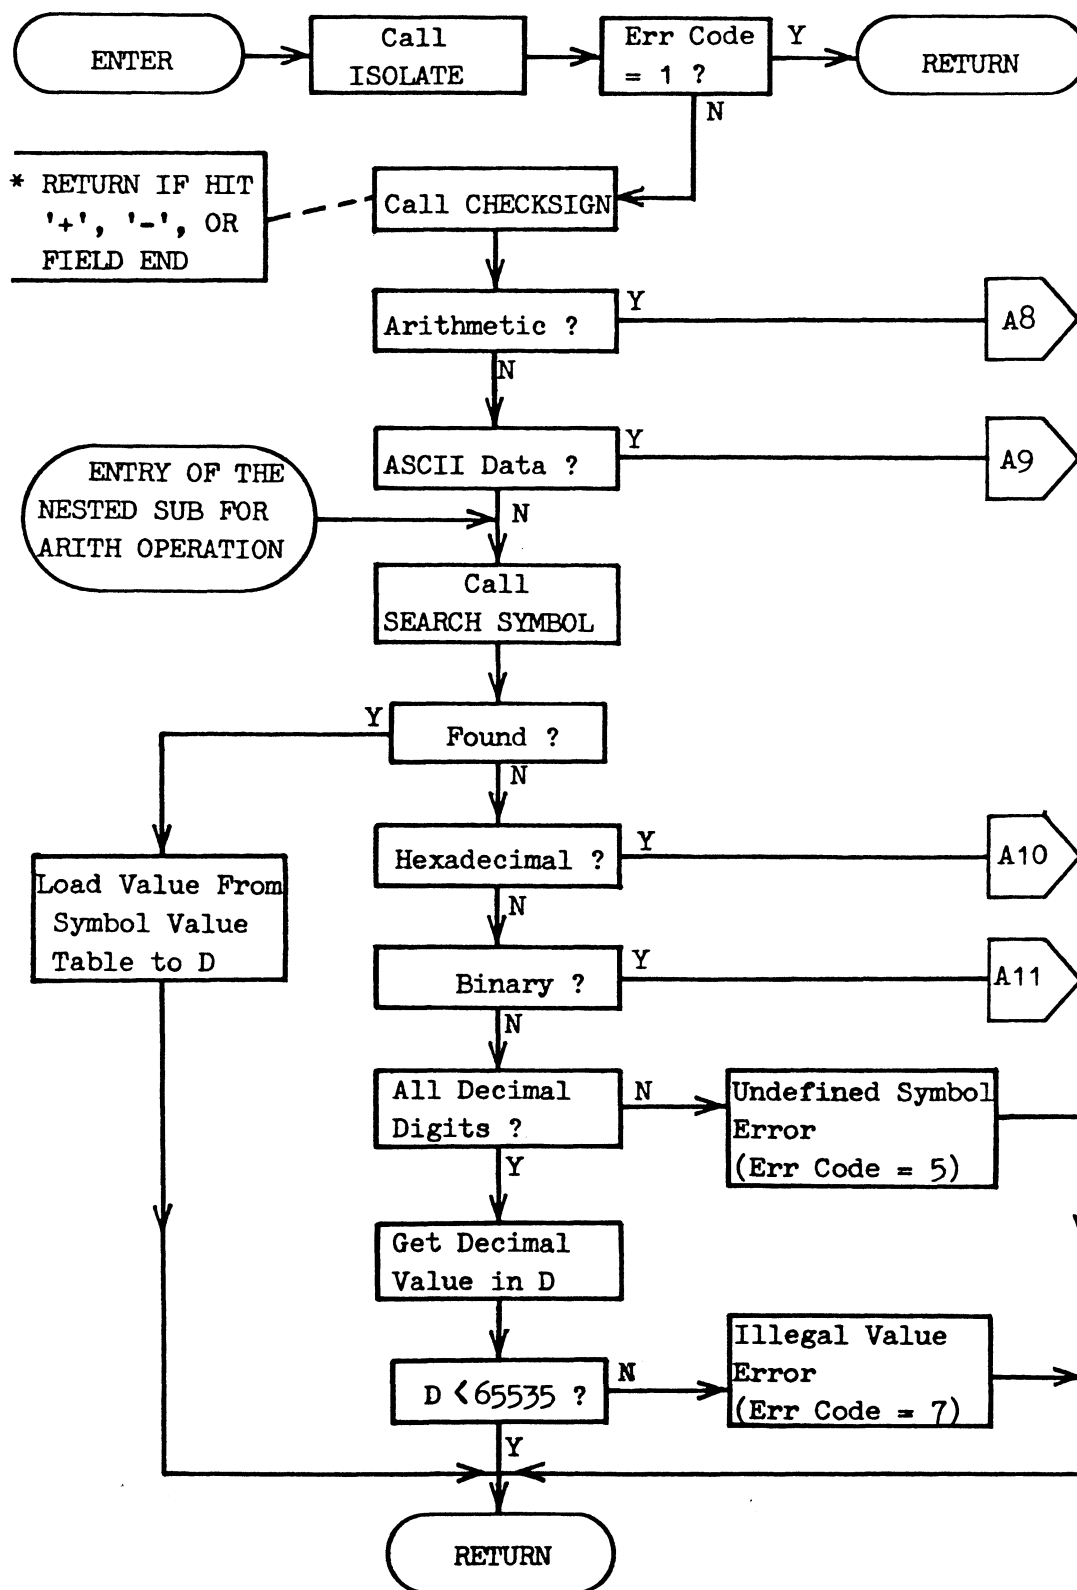 ENTER
Call
ISOLATE
Err Code
= 1 ?
Y
RETURN
N
* RETURN IF HIT
'+', '-', OR
FIELD END
Call CHECKSIGN
Arithmetic ?
Y
A8
N
ASCII Data ?
Y
A9
N
ENTRY OF THE
NESTED SUB FOR
ARITH OPERATION
Call
SEARCH SYMBOL
Found ?
Y
N
Load Value From
Symbol Value
Table to D
Hexadecimal ?
Y
A10
N
Binary ?
Y
A11
N
All Decimal
Digits ?
N
Undefined Symbol
Error
(Err Code = 5)
Y
Get Decimal
Value in D
D <65535 ?
N
Illegal Value
Error
(Err Code = 7)
Y
RETURN